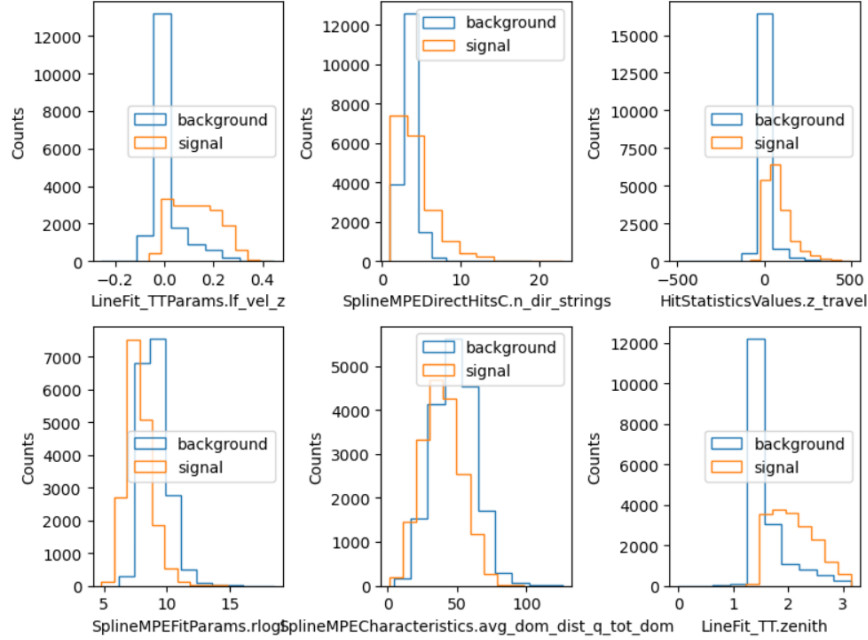 12000
10000
8000
6000
4000
2000
0
Counts
background
signal
−0.2 0.0 0.2 0.4
LineFit_TTParams.lf_vel_z
12000
10000
8000
6000
4000
2000
0
Counts
background
signal
0 10 20
SplineMPEDirectHitsC.n_dir_strings
15000
12500
10000
7500
5000
2500
0
Counts
background
signal
−500 0 500
HitStatisticsValues.z_travel
7000
6000
5000
4000
3000
2000
1000
0
Counts
background
signal
5 10 15
SplineMPEFitParams.rlogl
5000
4000
3000
2000
1000
0
Counts
background
signal
0 50 100
SplineMPECharacteristics.avg_dom_dist_q_tot_dom
12000
10000
8000
6000
4000
2000
0
Counts
background
signal
0 1 2 3
LineFit_TT.zenith